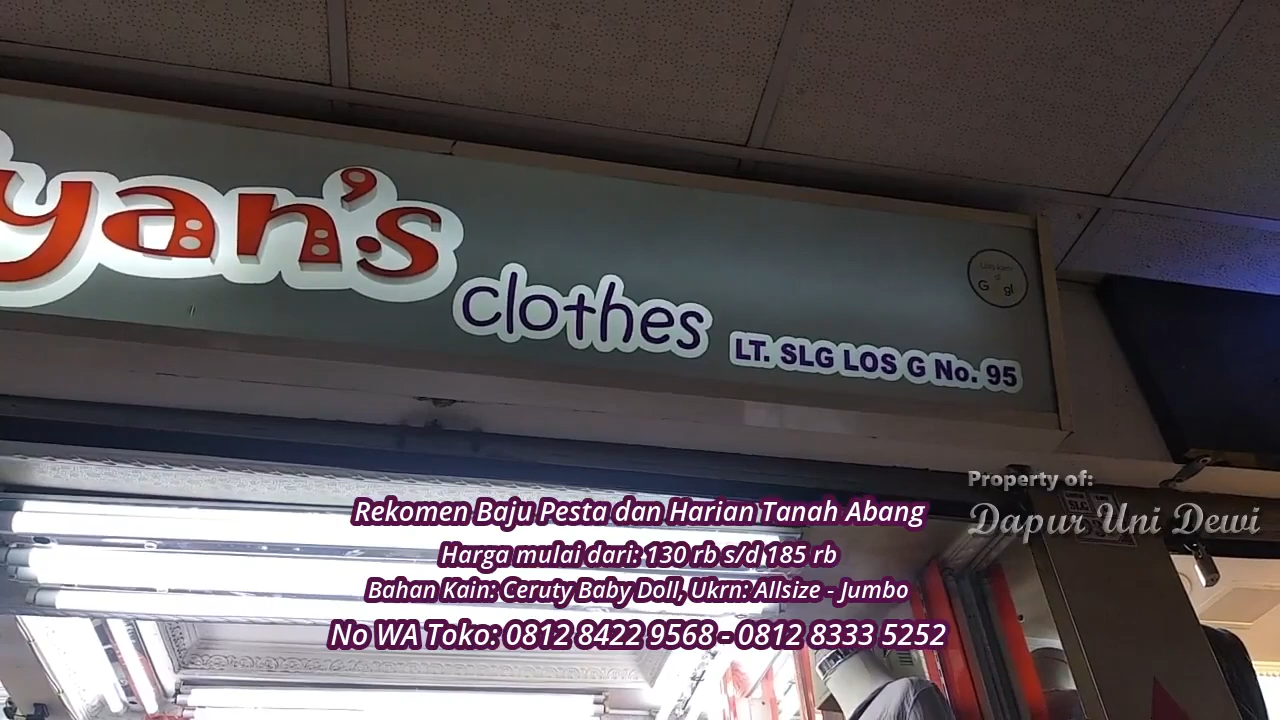 yan's
clothes
LT. SLG LOS G No. 95
Property of:
Dapur Uni Dewi
Rekomen Baju Pesta dan Harian Tanah Abang
Harga mulai dari: 130 rb s/d 185 rb
Bahan Kain: Ceruty Baby Doll, Ukrn: Allsize - Jumbo
No WA Toko: 0812 8422 9568 - 0812 8333 5252